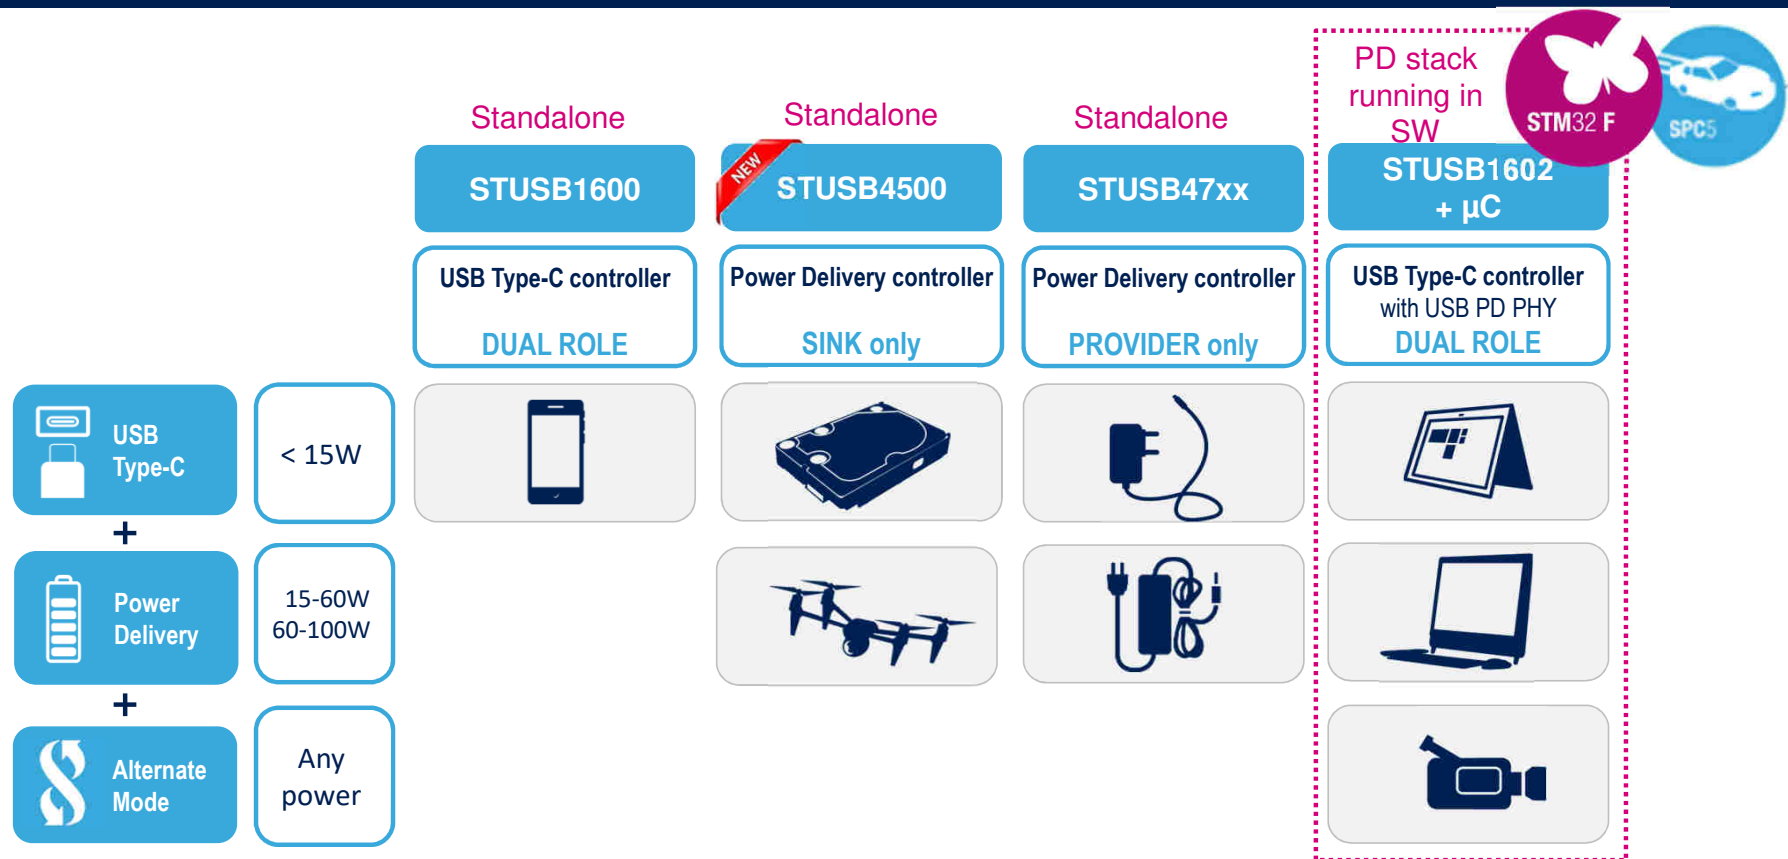 Standalone
Standalone
Standalone
PD stack
running in
SW
STM32 F
SPC5
STUSB1600
NEW
STUSB4500
STUSB47xx
STUSB1602
+ µC
USB Type-C controller
DUAL ROLE
Power Delivery controller
SINK only
Power Delivery controller
PROVIDER only
USB Type-C controller
with USB PD PHY
DUAL ROLE
USB
Type-C
< 15W
+
Power
Delivery
15-60W
60-100W
+
Alternate
Mode
Any
power